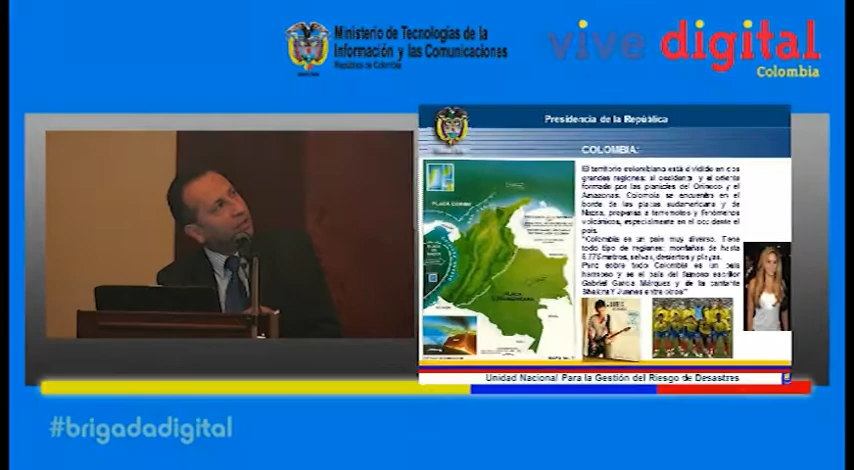 Ministerio de Tecnologías de la
Información y las Comunicaciones
República de Colombia
vive digital
Colombia
Presidencia de la República
COLOMBIA:
El territorio colombiano está dividido en dos
grandes regiones: el occidente y el oriente
formado por las planicies del Orinoco y el
Amazonas. Colombia se encuentra en el
borde de las placas sudamericana y de
Nazca, propensa a terremotos y fenómenos
volcánicos, especialmente en el occidente el
país.
"Colombia es un país muy diverso. Tiene
todo tipo de regiones: montañas de hasta
5.775 metros, selvas, desiertos y playas.
Pero sobre todo Colombia es un país
hermoso y es el país del famoso escritor
Gabriel García Márquez y de la cantante
Shakira Y Juanes entre otros"
PLACA CARIBE
Unidad Nacional Para la Gestión del Riesgo de Desastres
#brigadadigital